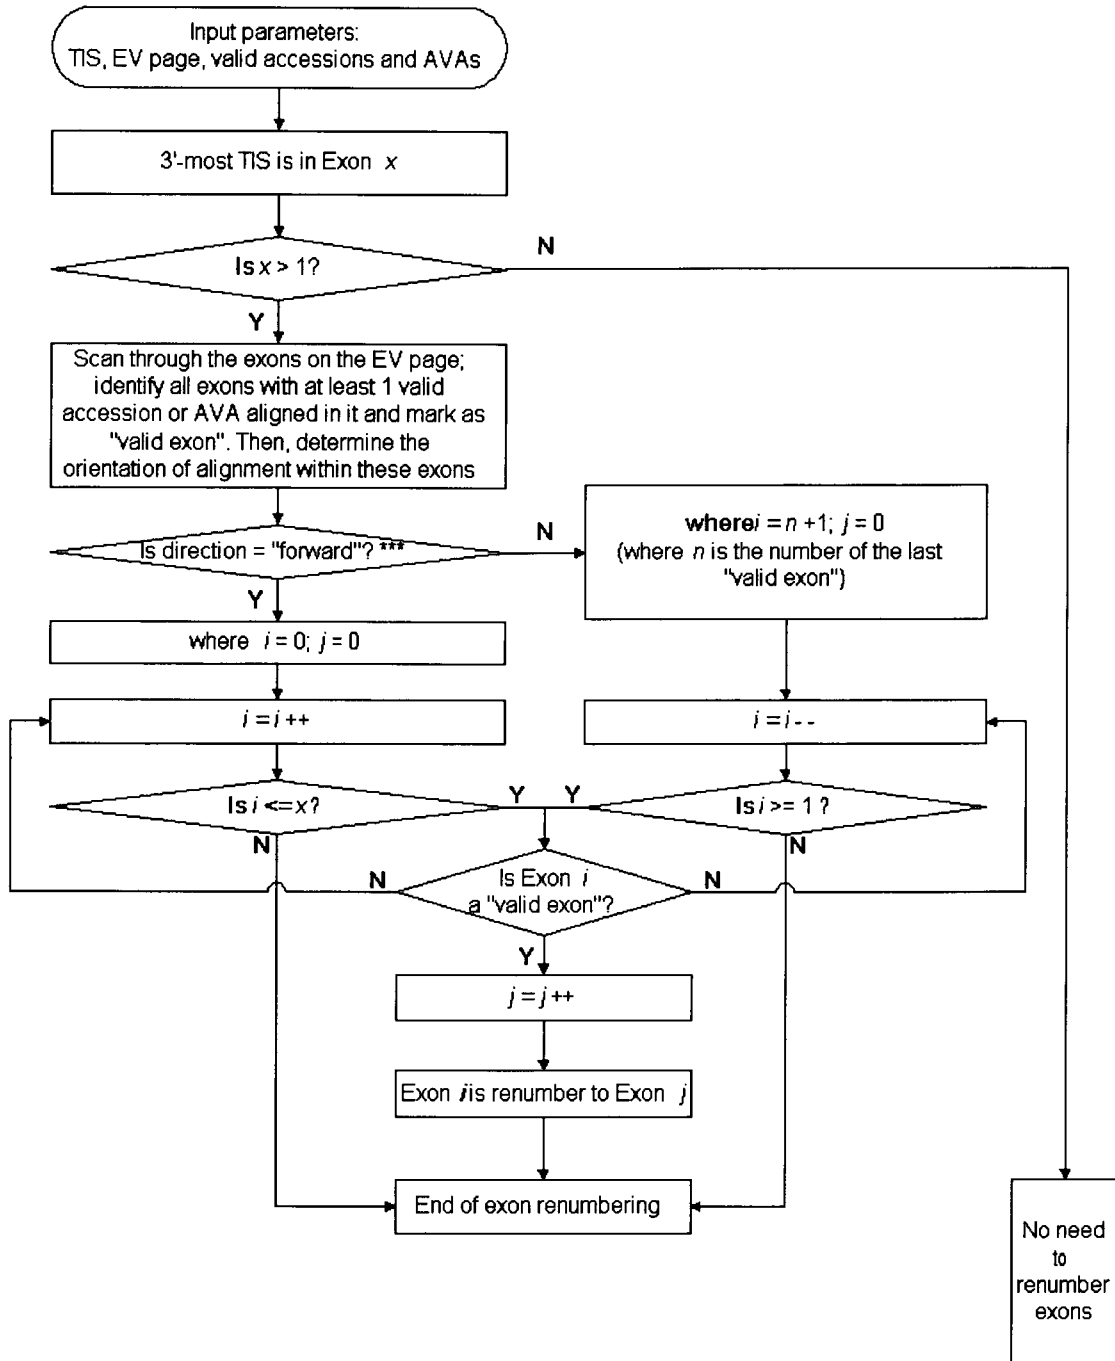 Input parameters:
TIS, EV page, valid accessions and AVAs
3'-most TIS is in Exon x
Is x > 1?
N
Y
Scan through the exons on the EV page;
identify all exons with at least 1 valid
accession or AVA aligned in it and mark as
"valid exon". Then, determine the
orientation of alignment within these exons
Is direction = "forward"? ***
N
Y
where i = n +1; j = 0
(where n is the number of the last
"valid exon")
where i = 0; j = 0
i = i ++
i = i - -
Is i <= x?
Y
Y
Is i >= 1 ?
N
N
N
Is Exon i
a "valid exon"?
N
Y
j = j ++
Exon i is renumber to Exon j
End of exon renumbering
No need
to
renumber
exons